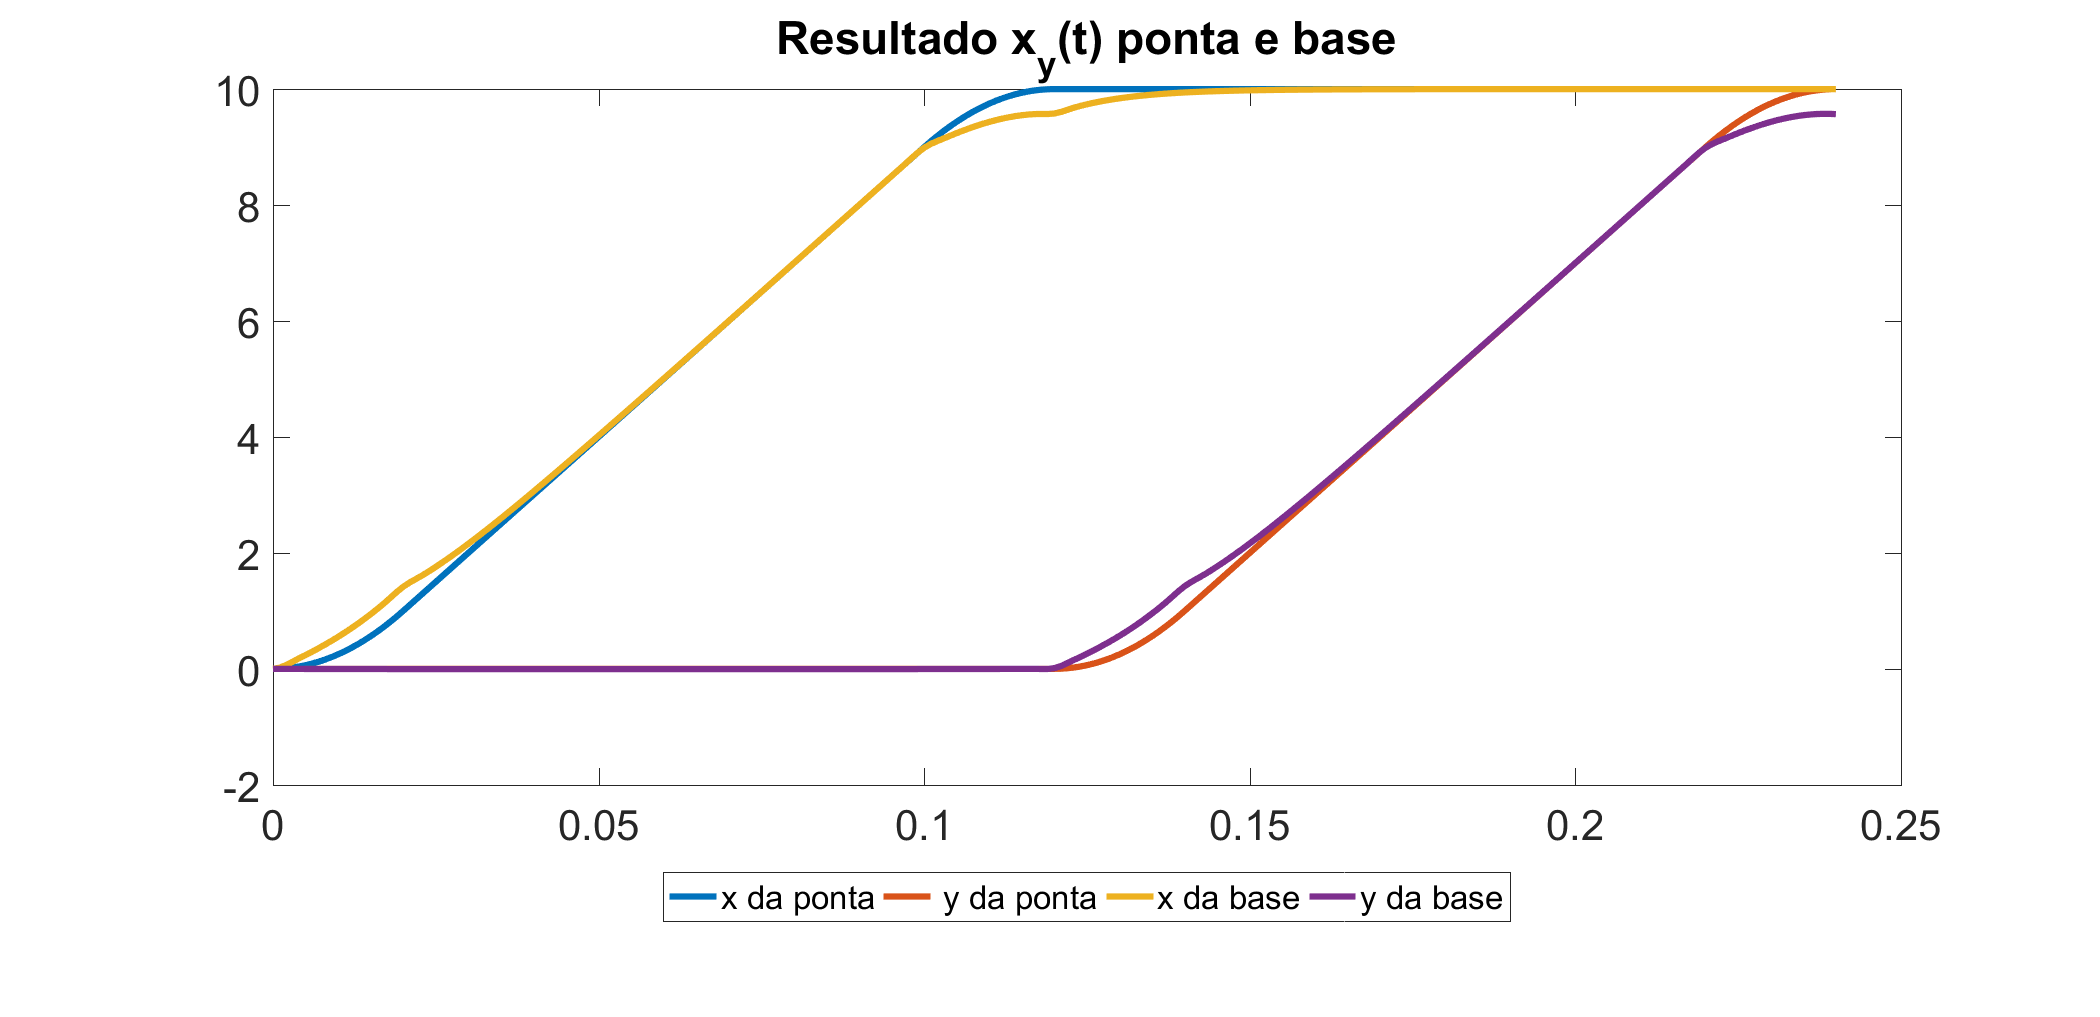 Resultado x_y(t) ponta e base
10
8
6
4
2
0
-2
0 0.05 0.1 0.15 0.2 0.25
x da ponta y da ponta x da base y da base